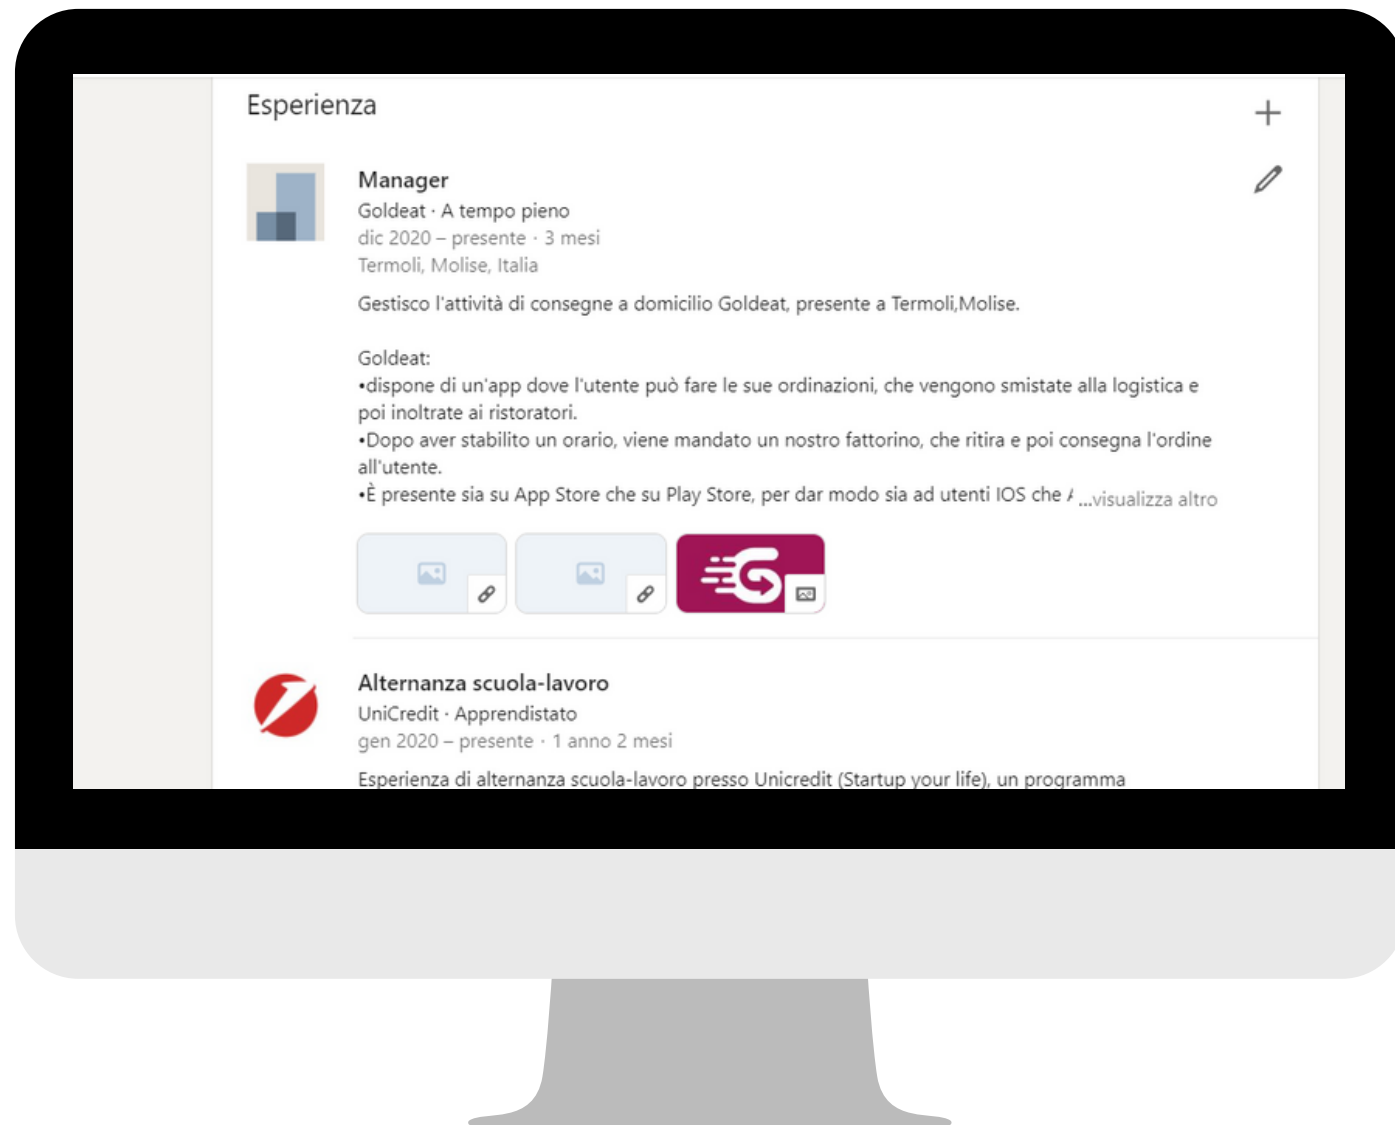 Esperienza
Manager
Goldeat · A tempo pieno
dic 2020 – presente · 3 mesi
Termoli, Molise, Italia
Gestisco l'attività di consegne a domicilio Goldeat, presente a Termoli,Molise.
Goldeat:
•dispone di un'app dove l'utente può fare le sue ordinazioni, che vengono smistate alla logistica e
poi inoltrate ai ristoratori.
•Dopo aver stabilito un orario, viene mandato un nostro fattorino, che ritira e poi consegna l'ordine
all'utente.
•È presente sia su App Store che su Play Store, per dar modo sia ad utenti IOS che ...visualizza altro
Alternanza scuola-lavoro
UniCredit · Apprendistato
gen 2020 – presente · 1 anno 2 mesi
Esperienza di alternanza scuola-lavoro presso Unicredit (Startup your life), un programma